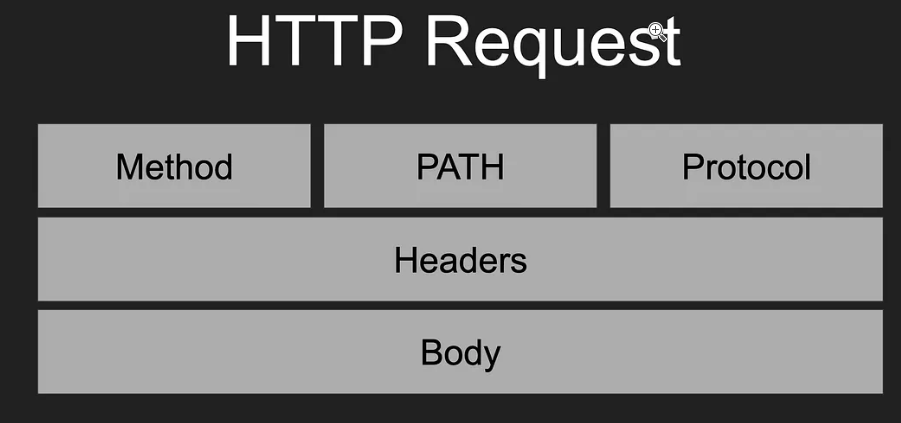 HTTP Request
Method PATH Protocol
Headers
Body